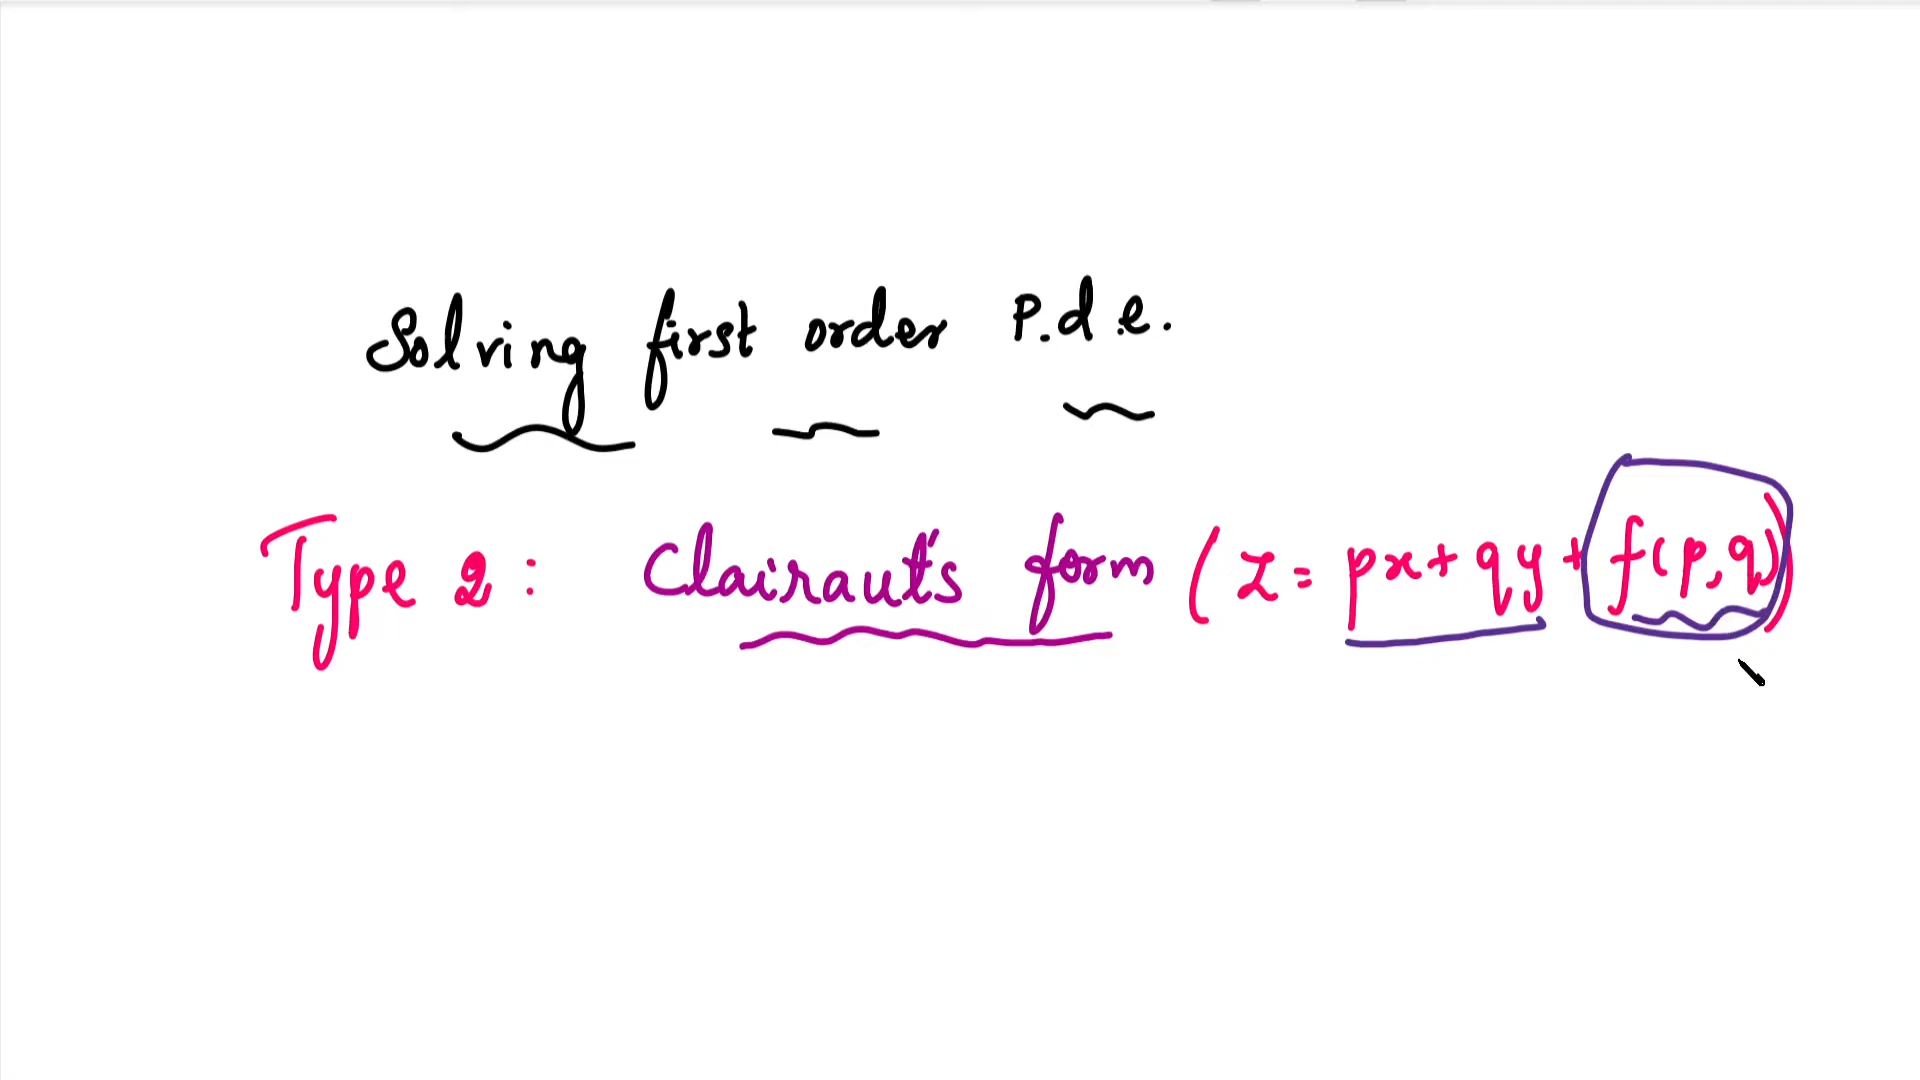 Solving first order P.d.e.
Type 2: Clairaut's form (z = px + qy + f(p,q))